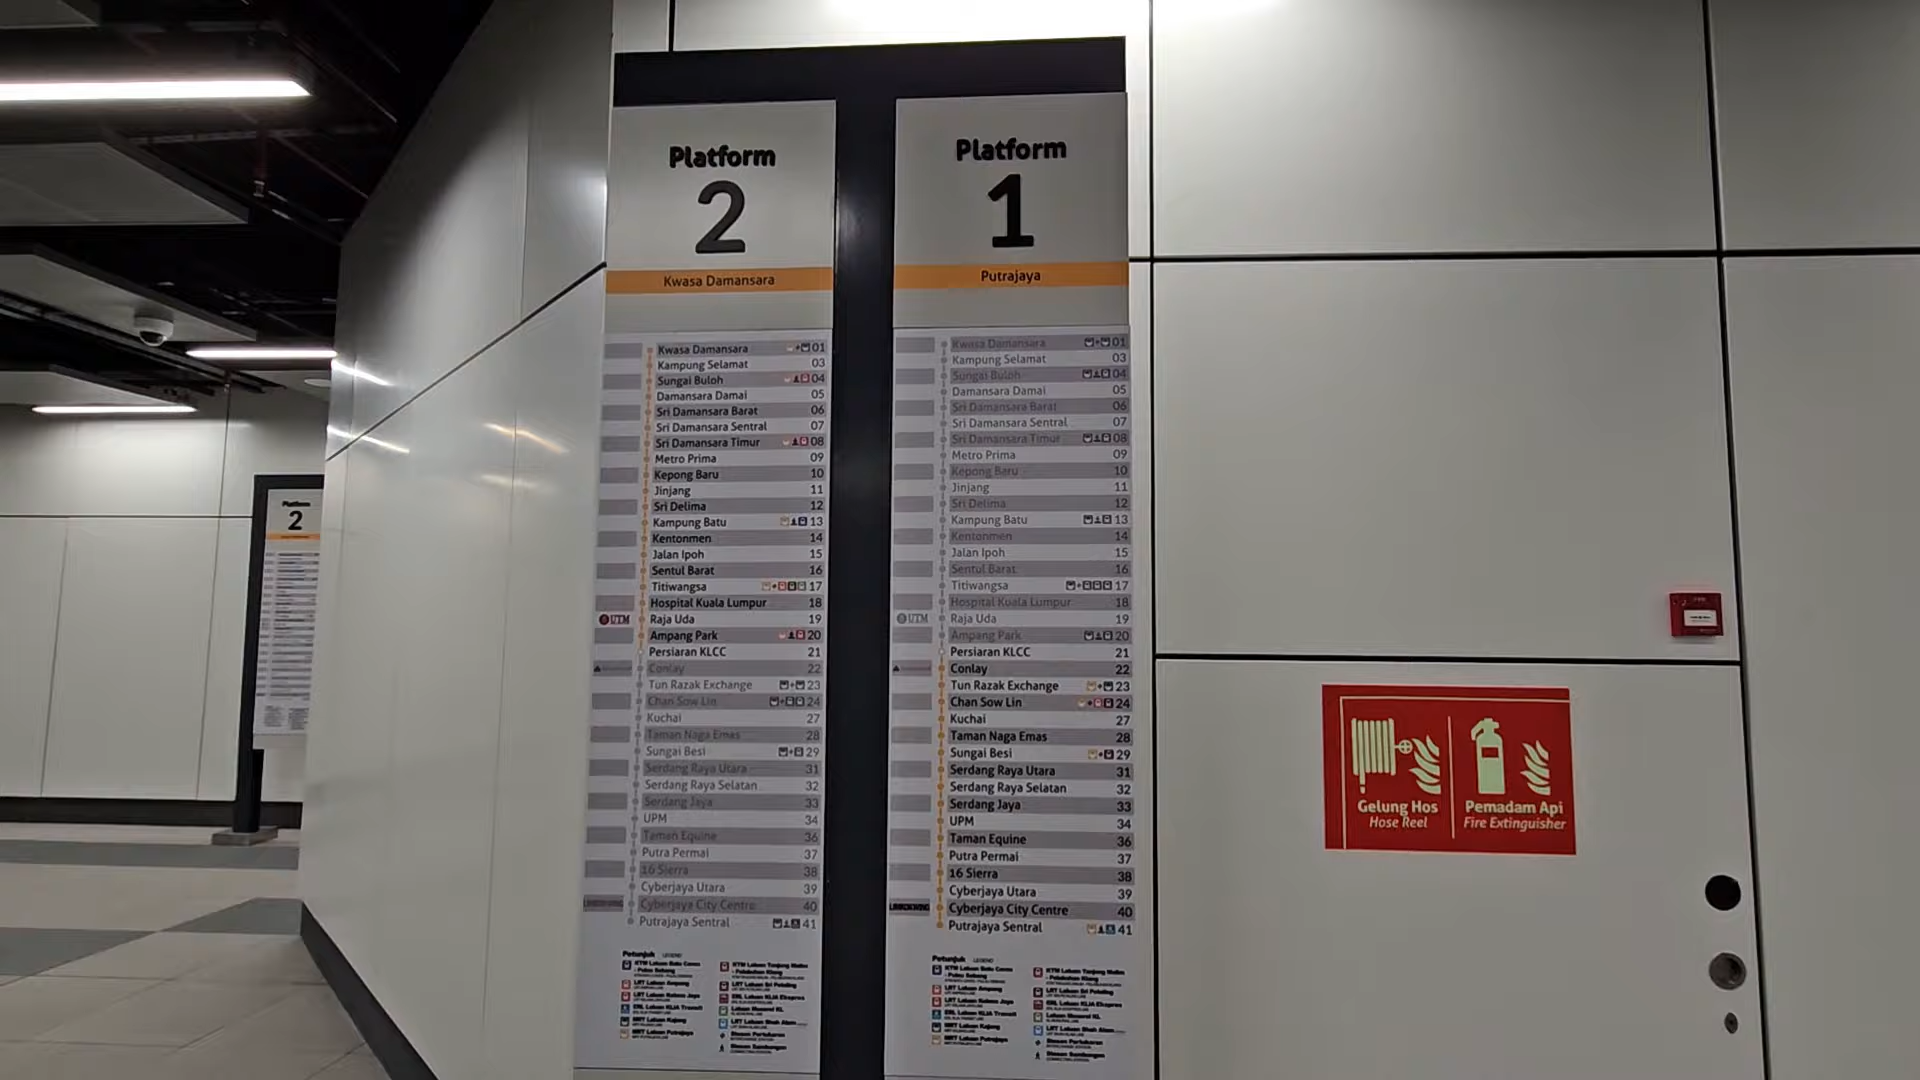 Platform
2
Kwasa Damansara
Kwasa Damansara 01
Kampung Selamat 03
Sungai Buloh 04
Damansara Damai 05
Sri Damansara Barat 06
Sri Damansara Sentral 07
Sri Damansara Timur 08
Metro Prima 09
Kepong Baru 10
Jinjang 11
Sri Delima 12
Kampung Batu 13
Kentonmen 14
Jalan Ipoh 15
Sentul Barat 16
Titiwangsa 17
Hospital Kuala Lumpur 18
UTM Raja Uda 19
Ampang Park 20
Persiaran KLCC 21
Conlay 22
Tun Razak Exchange 23
Chan Sow Lin 24
Kuchai 27
Taman Naga Emas 28
Sungai Besi 29
Serdang Raya Utara 31
Serdang Raya Selatan 32
Serdang Jaya 33
UPM 34
Taman Equine 36
Putra Permai 37
16 Sierra 38
Cyberjaya Utara 39
Cyberjaya City Centre 40
Putrajaya Sentral 41
Petunjuk LEGEND
Platform
1
Putrajaya
Kwasa Damansara 01
Kampung Selamat 03
Sungai Buloh 04
Damansara Damai 05
Sri Damansara Barat 06
Sri Damansara Sentral 07
Sri Damansara Timur 08
Metro Prima 09
Kepong Baru 10
Jinjang 11
Sri Delima 12
Kampung Batu 13
Kentonmen 14
Jalan Ipoh 15
Sentul Barat 16
Titiwangsa 17
Hospital Kuala Lumpur 18
UTM Raja Uda 19
Ampang Park 20
Persiaran KLCC 21
Conlay 22
Tun Razak Exchange 23
Chan Sow Lin 24
Kuchai 27
Taman Naga Emas 28
Sungai Besi 29
Serdang Raya Utara 31
Serdang Raya Selatan 32
Serdang Jaya 33
UPM 34
Taman Equine 36
Putra Permai 37
16 Sierra 38
Cyberjaya Utara 39
Cyberjaya City Centre 40
Putrajaya Sentral 41
Petunjuk LEGEND
Platform
2
Gelung Hos
Hose Reel
Pemadam Api
Fire Extinguisher